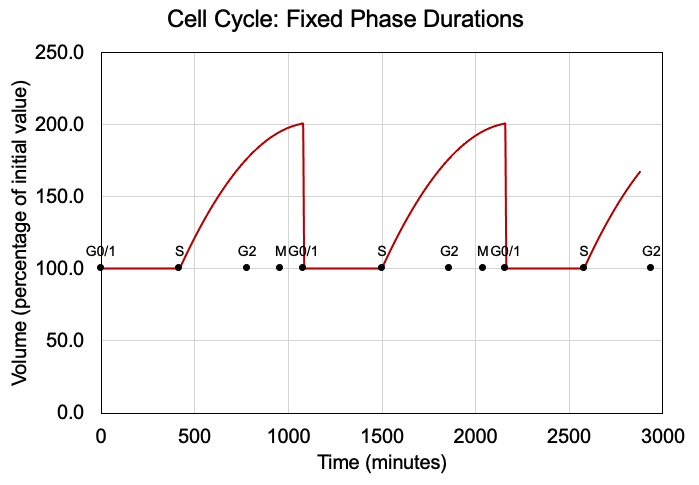 Cell Cycle: Fixed Phase Durations
Volume (percentage of initial value)
250.0
200.0
150.0
100.0
50.0
0.0
G0/1 S G2 M G0/1 S G2 M G0/1 S G2
0 500 1000 1500 2000 2500 3000
Time (minutes)